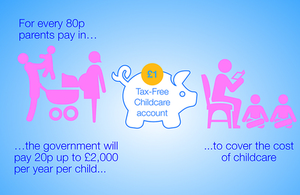 For every 80p
parents pay in…
£1
Tax-Free
Childcare
account
…the government will
pay 20p up to £2,000
per year per child...
...to cover the cost
of childcare